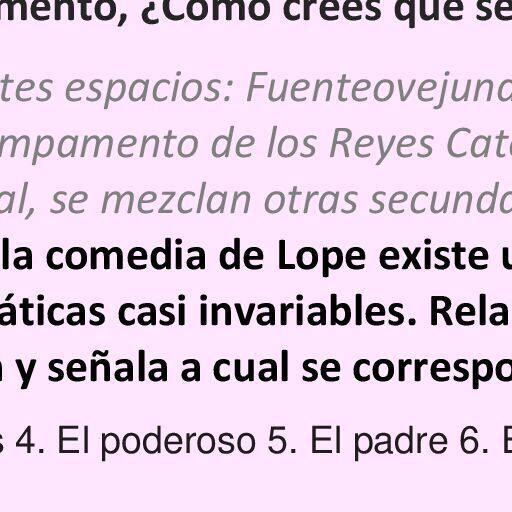 mento, ¿Cómo crees que se
tes espacios: Fuenteovejuna
mpamento de los Reyes Cat
al, se mezclan otras secunda
la comedia de Lope existe u
áticas casi invariables. Rela
y señala a cual se correspo
s 4. El poderoso 5. El padre 6. E